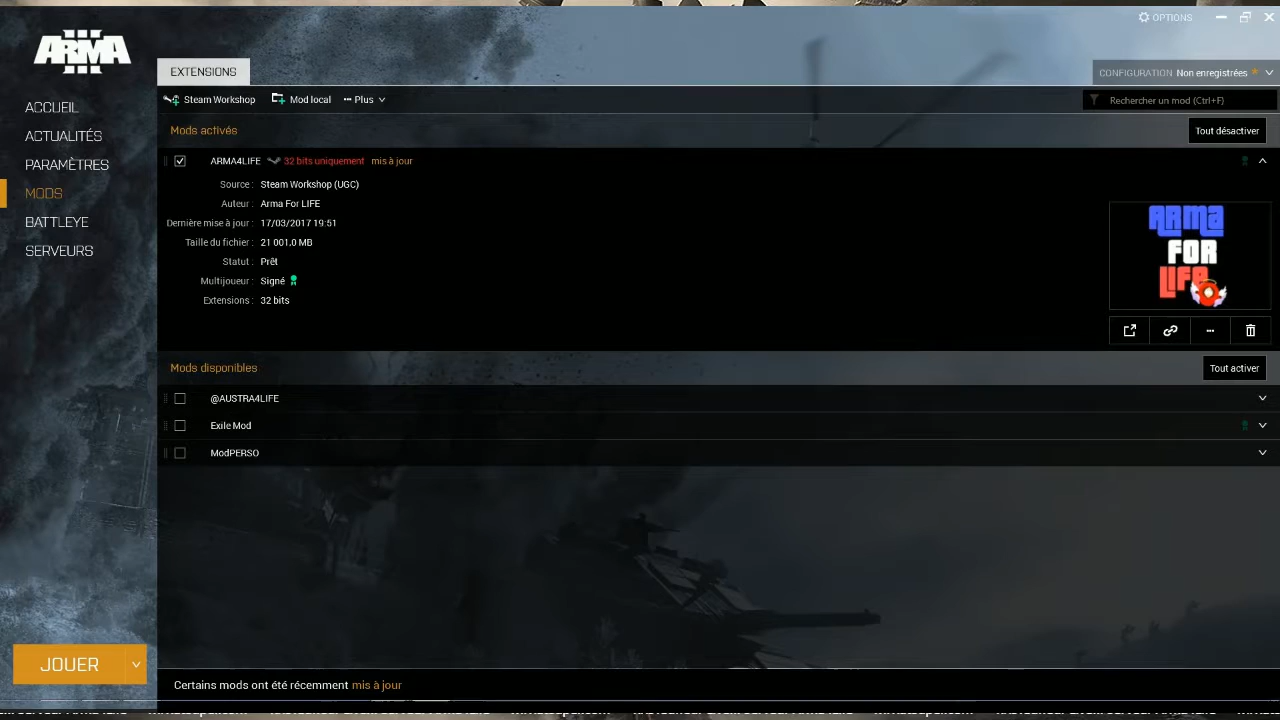 OPTIONS
ARMA III
EXTENSIONS
CONFIGURATION Non enregistrées *
Steam Workshop Mod local ··· Plus
Rechercher un mod (Ctrl+F)
ACCUEIL
ACTUALITÉS
PARAMÈTRES
MODS
BATTLEYE
SERVEURS
Mods activés
Tout désactiver
ARMA4LIFE 32 bits uniquement mis à jour
Source : Steam Workshop (UGC)
Auteur : Arma For LIFE
Dernière mise à jour : 17/03/2017 19:51
Taille du fichier : 21 001,0 MB
Statut : Prêt
Multijoueur : Signé
Extensions : 32 bits
ARMA
FOR
LIFE
Mods disponibles
Tout activer
@AUSTRA4LIFE
Exile Mod
ModPERSO
JOUER
Certains mods ont été récemment mis à jour